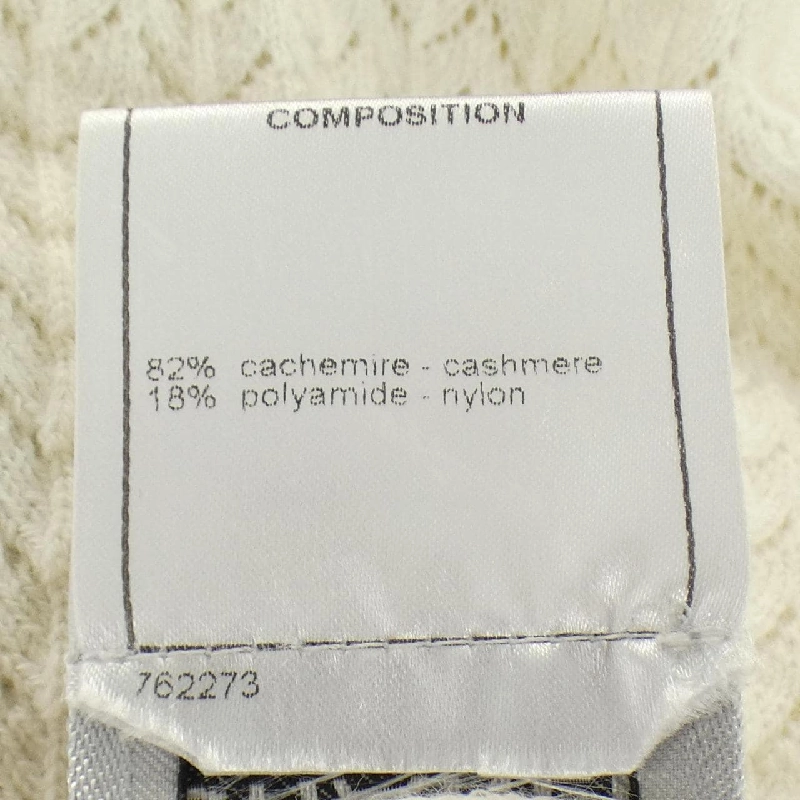 COMPOSITION
82% cachemire - cashmere
18% polyamide - nylon
762273